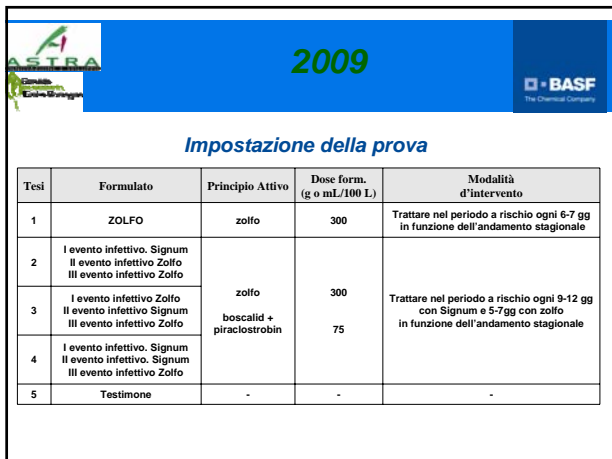 ASTRA
2009
BASF
The Chemical Company
Impostazione della prova
Tesi
Formulato
Principio Attivo
Dose form.
(g o mL/100 L)
Modalità
d'intervento
1
ZOLFO
zolfo
300
Trattare nel periodo a rischio ogni 6-7 gg
in funzione dell'andamento stagionale
2
I evento infettivo. Signum
II evento infettivo Zolfo
III evento infettivo Zolfo
3
I evento infettivo Zolfo
II evento infettivo Signum
III evento infettivo Zolfo
4
I evento infettivo. Signum
II evento infettivo. Signum
III evento infettivo Zolfo
zolfo
boscalid +
piraclostrobin
300
75
Trattare nel periodo a rischio ogni 9-12 gg
con Signum e 5-7gg con zolfo
in funzione dell'andamento stagionale
5
Testimone
-
-
-